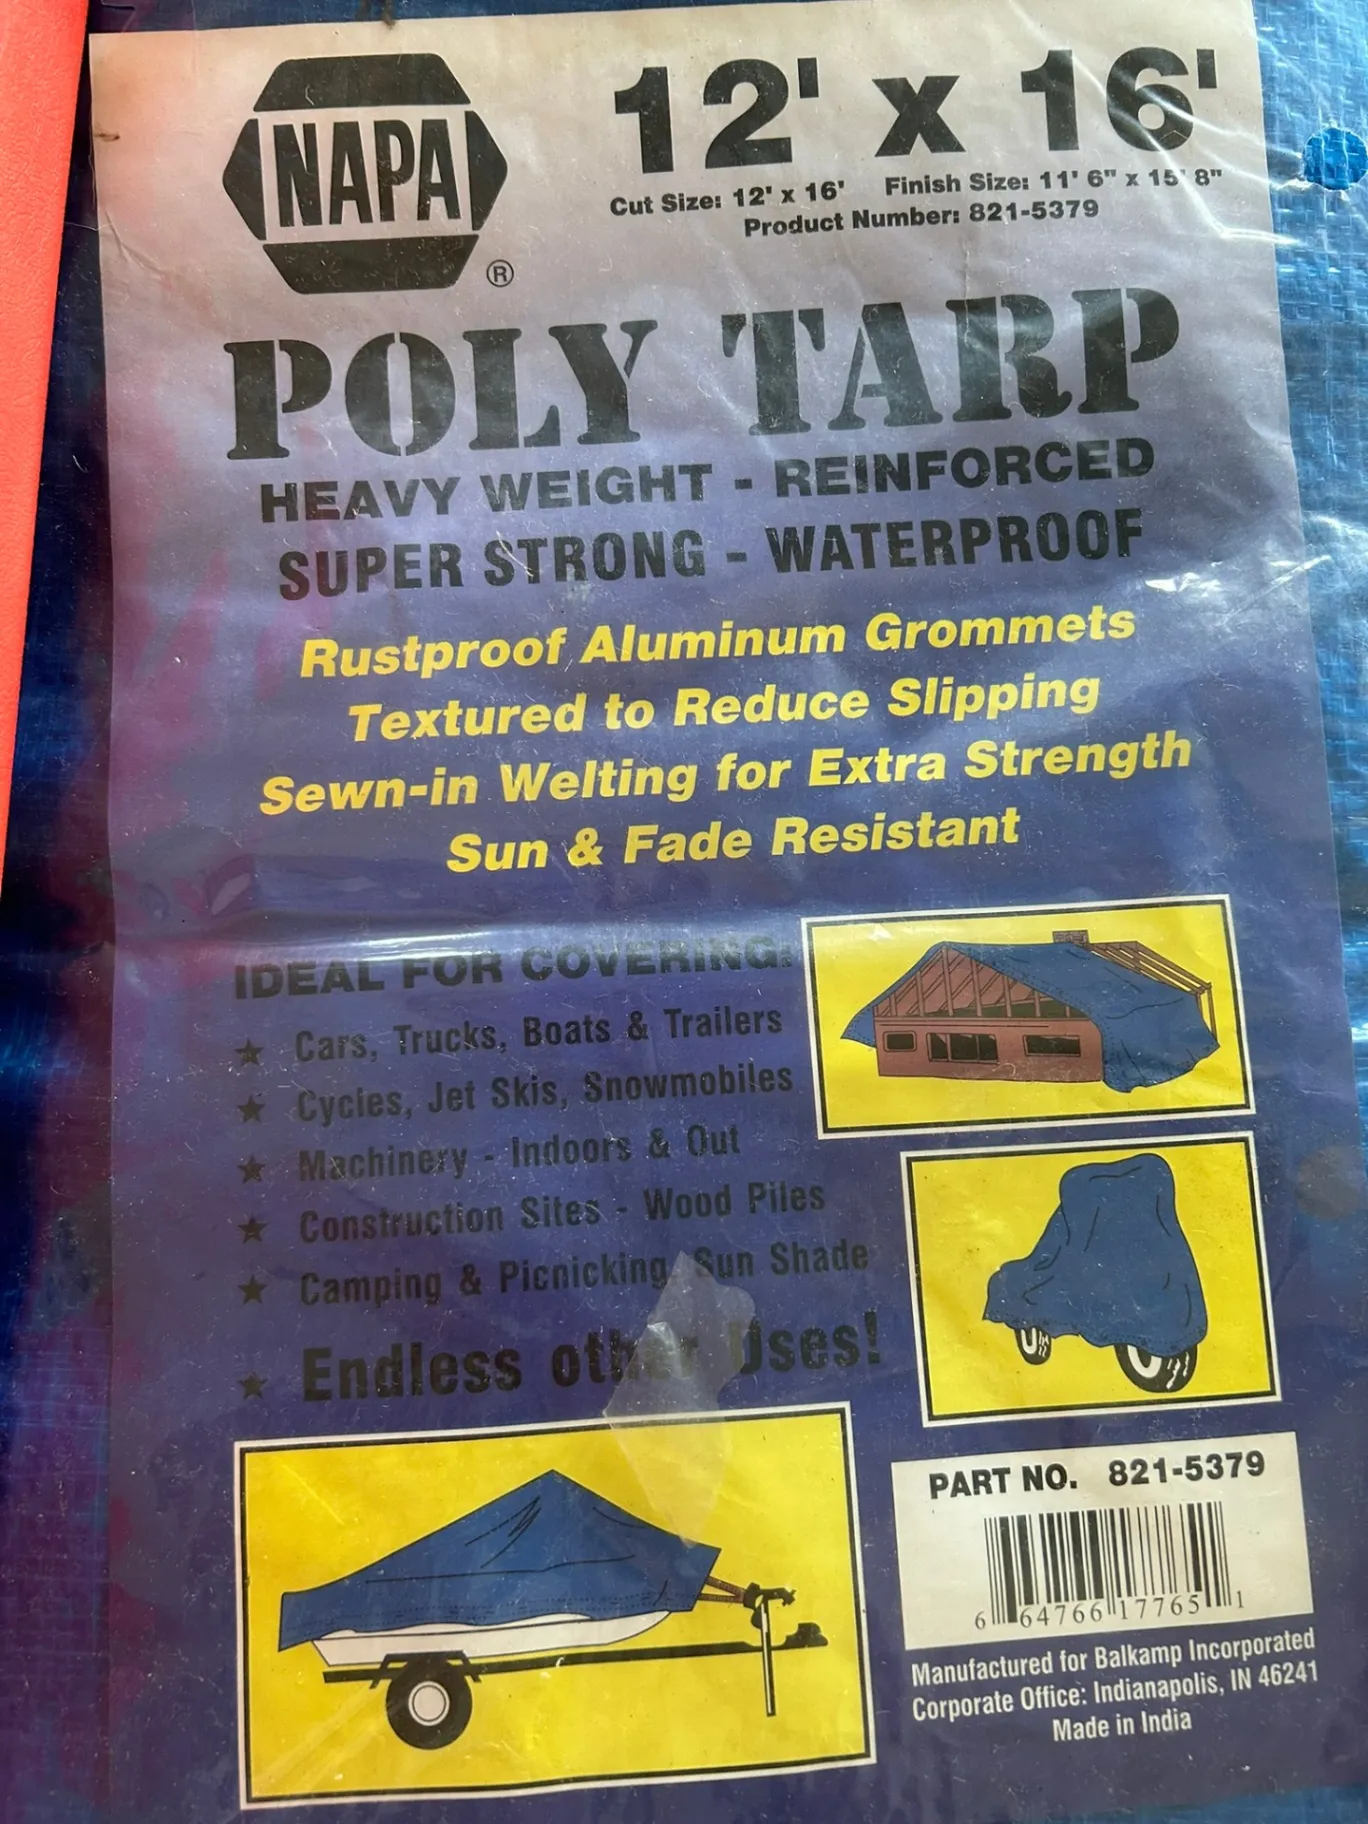 NAPA
®
12' x 16'
Cut Size: 12' x 16' Finish Size: 11' 6" x 15' 8"
Product Number: 821-5379
POLY TARP
HEAVY WEIGHT - REINFORCED
SUPER STRONG - WATERPROOF
Rustproof Aluminum Grommets
Textured to Reduce Slipping
Sewn-in Welting for Extra Strength
Sun & Fade Resistant
IDEAL FOR COVERING:
★ Cars, Trucks, Boats & Trailers
★ Cycles, Jet Skis, Snowmobiles
★ Machinery - Indoors & Out
★ Construction Sites - Wood Piles
★ Camping & Picnicking, Sun Shade
★ Endless other Uses!
PART NO. 821-5379
6 64766 17765 1
Manufactured for Balkamp Incorporated
Corporate Office: Indianapolis, IN 46241
Made in India